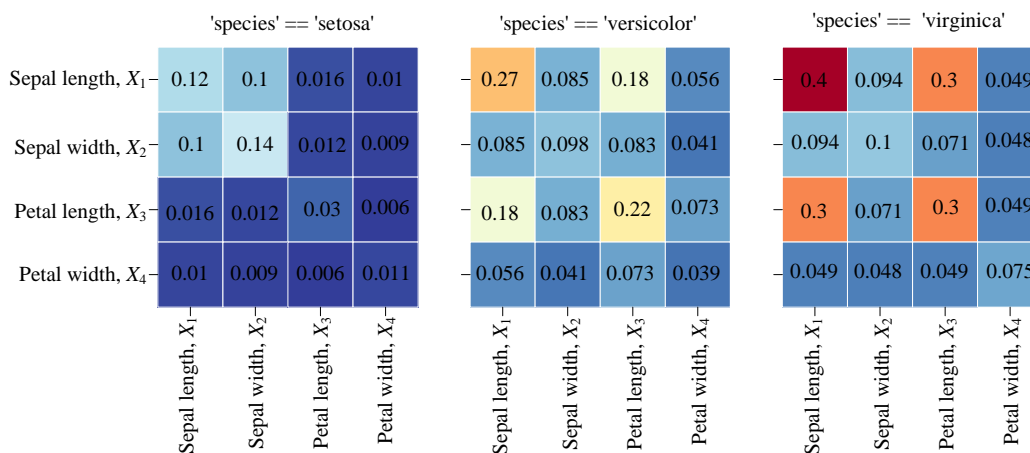 'species' == 'setosa'
'species' == 'versicolor'
'species' == 'virginica'
Sepal length, X1
0.12 0.1 0.016 0.01
0.27 0.085 0.18 0.056
0.4 0.094 0.3 0.049
Sepal width, X2
0.1 0.14 0.012 0.009
0.085 0.098 0.083 0.041
0.094 0.1 0.071 0.048
Petal length, X3
0.016 0.012 0.03 0.006
0.18 0.083 0.22 0.073
0.3 0.071 0.3 0.049
Petal width, X4
0.01 0.009 0.006 0.011
0.056 0.041 0.073 0.039
0.049 0.048 0.049 0.075
Sepal length, X1
Sepal width, X2
Petal length, X3
Petal width, X4
Sepal length, X1
Sepal width, X2
Petal length, X3
Petal width, X4
Sepal length, X1
Sepal width, X2
Petal length, X3
Petal width, X4